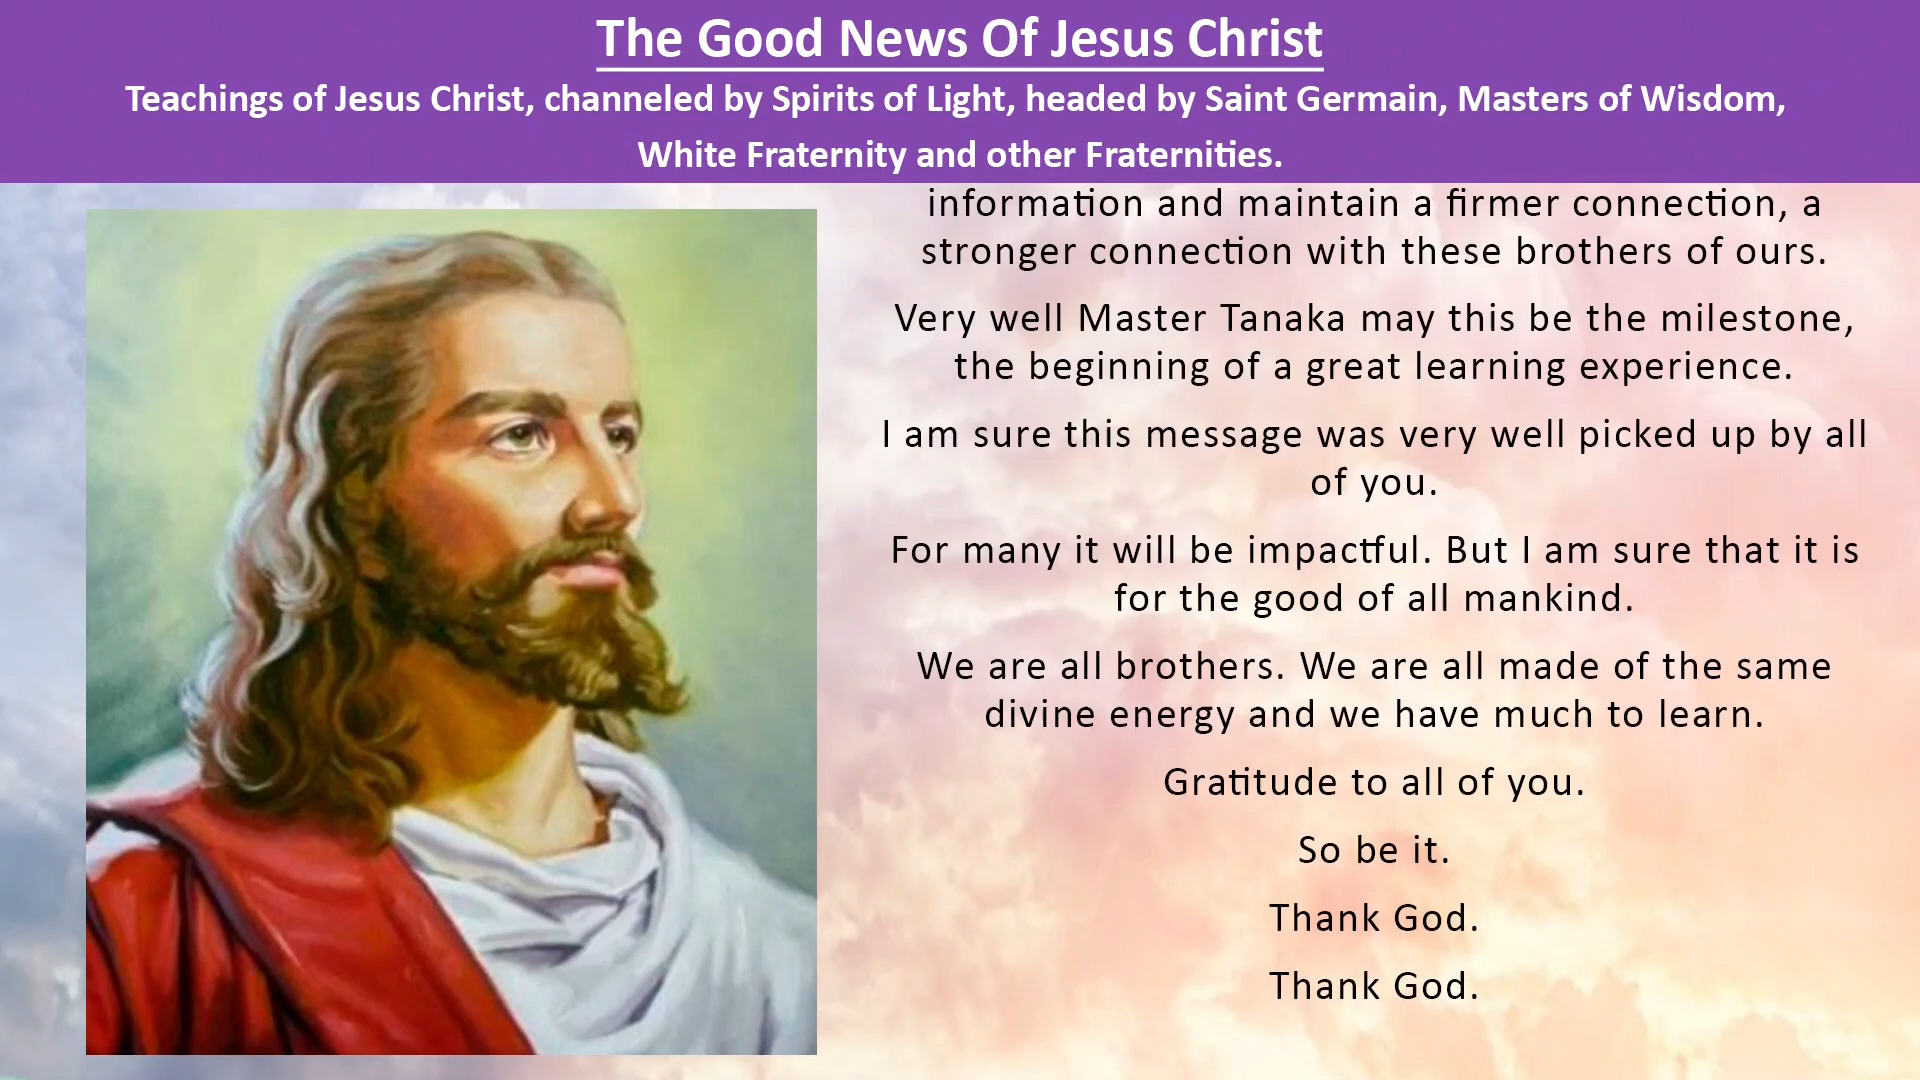 The Good News Of Jesus Christ
Teachings of Jesus Christ, channeled by Spirits of Light, headed by Saint Germain, Masters of Wisdom,
White Fraternity and other Fraternities.
information and maintain a firmer connection, a
stronger connection with these brothers of ours.
Very well Master Tanaka may this be the milestone,
the beginning of a great learning experience.
I am sure this message was very well picked up by all
of you.
For many it will be impactful. But I am sure that it is
for the good of all mankind.
We are all brothers. We are all made of the same
divine energy and we have much to learn.
Gratitude to all of you.
So be it.
Thank God.
Thank God.